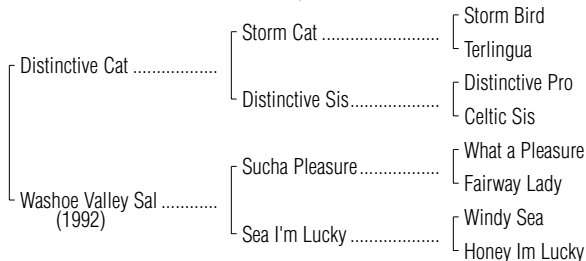 Storm Bird
Storm Cat ........................
Terlingua
Distinctive Cat .................
Distinctive Pro
Distinctive Sis..................
Celtic Sis
What a Pleasure
Sucha Pleasure................
Fairway Lady
Washoe Valley Sal ...........
(1992)
Windy Sea
Sea I'm Lucky ..................
Honey Im Lucky